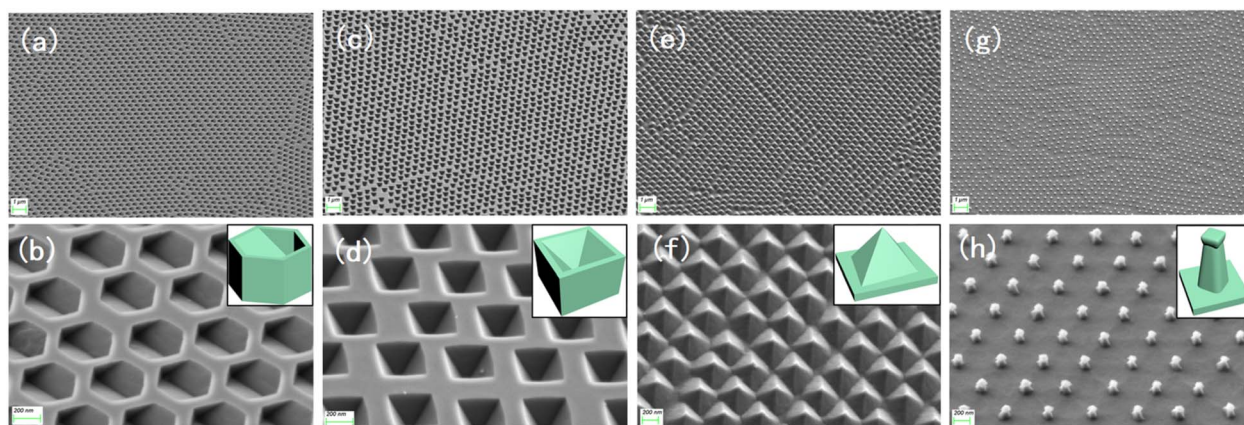 (a)
(c)
(e)
(g)
1 μm
1 μm
1 μm
1 μm
(b)
(d)
(f)
(h)
200 nm
200 nm
200 nm
200 nm